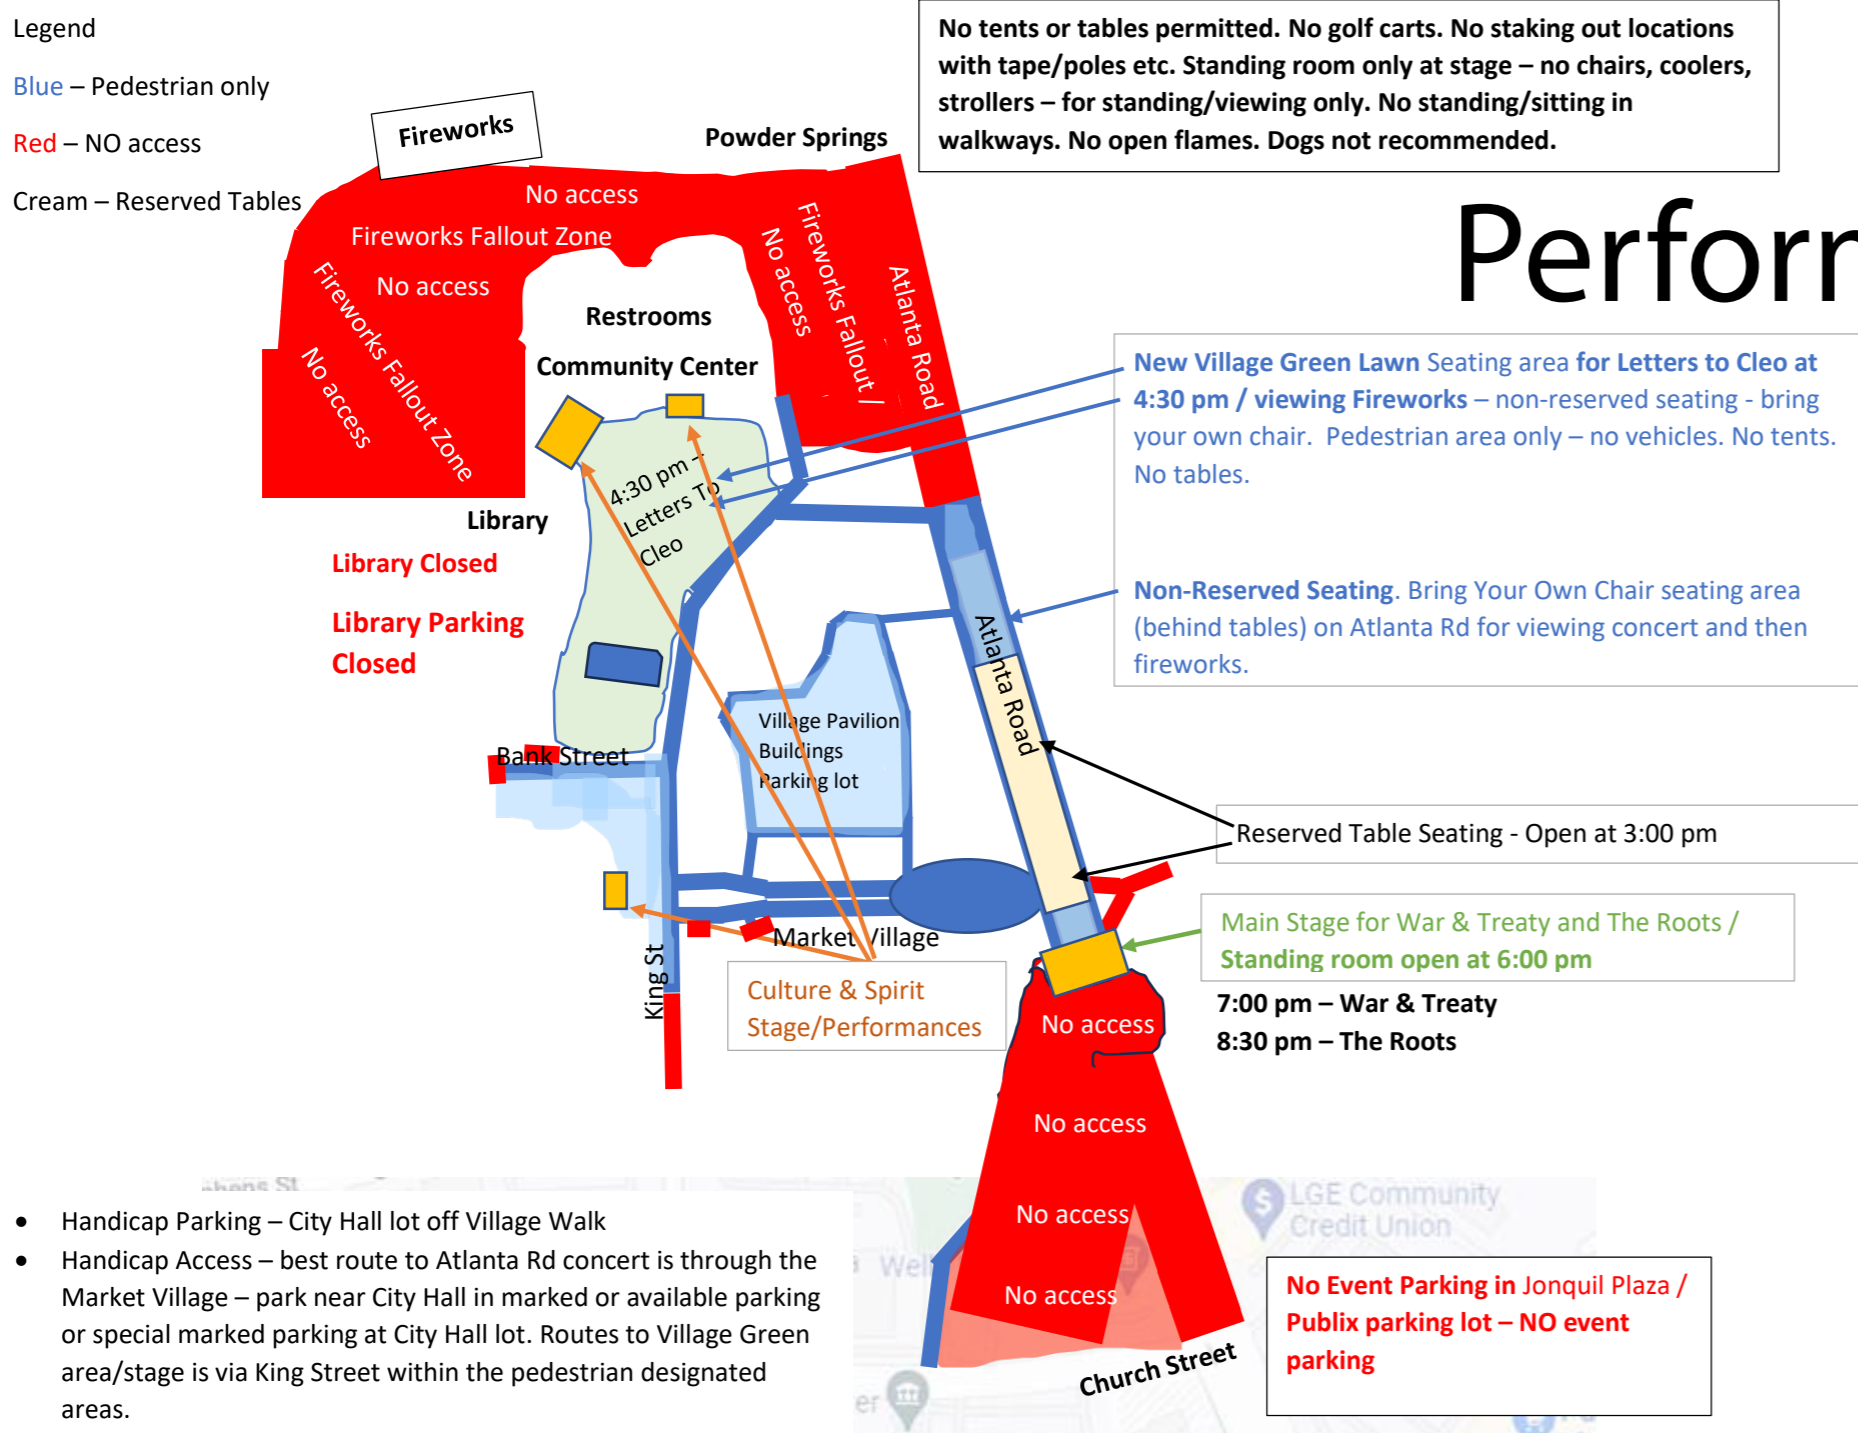 Legend
Blue – Pedestrian only
Red – NO access
Cream – Reserved Tables
No tents or tables permitted. No golf carts. No staking out locations
with tape/poles etc. Standing room only at stage – no chairs, coolers,
strollers – for standing/viewing only. No standing/sitting in
walkways. No open flames. Dogs not recommended.
Fireworks
Powder Springs
No access
Fireworks Fallout Zone
No access
Fireworks Fallout Zone
No access
Fireworks Fallout /
No access
Atlanta Road
Restrooms
Community Center
4:30 pm –
Letters To
Cleo
Library
Library Closed
Library Parking
Closed
New Village Green Lawn Seating area for Letters to Cleo at
4:30 pm / viewing Fireworks – non-reserved seating - bring
your own chair. Pedestrian area only – no vehicles. No tents.
No tables.
Non-Reserved Seating. Bring Your Own Chair seating area
(behind tables) on Atlanta Rd for viewing concert and then
fireworks.
Atlanta Road
Village Pavilion
Buildings
Parking lot
Bank Street
Reserved Table Seating - Open at 3:00 pm
Main Stage for War & Treaty and The Roots /
Standing room open at 6:00 pm
7:00 pm – War & Treaty
8:30 pm – The Roots
Market Village
King St
Culture & Spirit
Stage/Performances
No access
No access
No access
No access
Church Street
LGE Community
Credit Union
No Event Parking in Jonquil Plaza /
Publix parking lot – NO event
parking
• Handicap Parking – City Hall lot off Village Walk
• Handicap Access – best route to Atlanta Rd concert is through the
Market Village – park near City Hall in marked or available parking
or special marked parking at City Hall lot. Routes to Village Green
area/stage is via King Street within the pedestrian designated
areas.